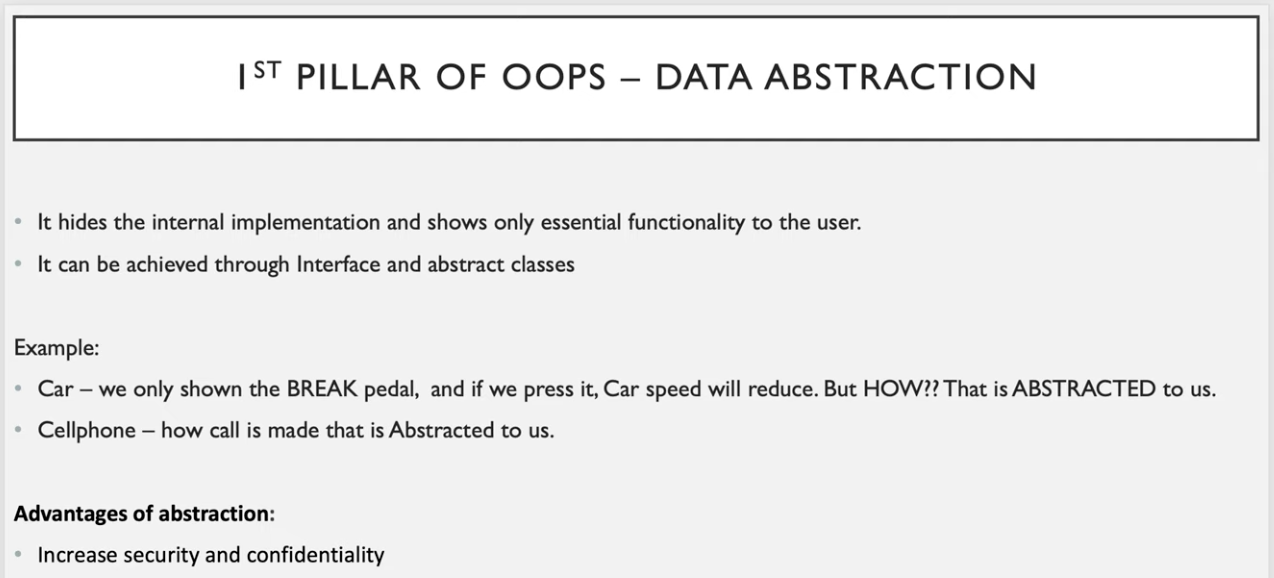 1ST PILLAR OF OOPS – DATA ABSTRACTION
• It hides the internal implementation and shows only essential functionality to the user.
• It can be achieved through Interface and abstract classes
Example:
• Car – we only shown the BREAK pedal, and if we press it, Car speed will reduce. But HOW?? That is ABSTRACTED to us.
• Cellphone – how call is made that is Abstracted to us.
Advantages of abstraction:
• Increase security and confidentiality